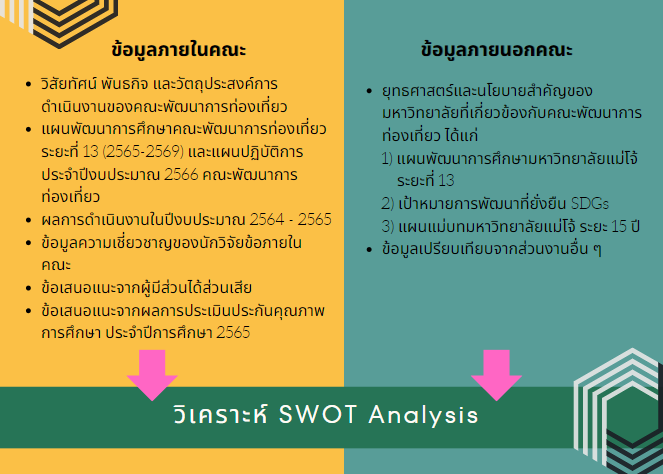 ข้อมูลภายในคณะ
• วิสัยทัศน์ พันธกิจ และวัตถุประสงค์การ
ดำเนินงานของคณะพัฒนาการท่องเที่ยว
• แผนพัฒนาการศึกษาคณะพัฒนาการท่องเที่ยว
ระยะที่ 13 (2565-2569) และแผนปฏิบัติการ
ประจำปีงบประมาณ 2566 คณะพัฒนาการ
ท่องเที่ยว
• ผลการดำเนินงานในปีงบประมาณ 2564 - 2565
• ข้อมูลความเชี่ยวชาญของนักวิจัยข้อภายใน
คณะ
• ข้อเสนอแนะจากผู้มีส่วนได้ส่วนเสีย
• ข้อเสนอแนะจากผลการประเมินประกันคุณภาพ
การศึกษา ประจำปีการศึกษา 2565
ข้อมูลภายนอกคณะ
• ยุทธศาสตร์และนโยบายสำคัญของ
มหาวิทยาลัยที่เกี่ยวข้องกับคณะพัฒนาการ
ท่องเที่ยว ได้แก่
1) แผนพัฒนาการศึกษามหาวิทยาลัยแม่โจ้
ระยะที่ 13
2) เป้าหมายการพัฒนาที่ยั่งยืน SDGs
3) แผนแม่บทมหาวิทยาลัยแม่โจ้ ระยะ 15 ปี
• ข้อมูลเปรียบเทียบจากส่วนงานอื่น ๆ
วิเคราะห์ SWOT Analysis